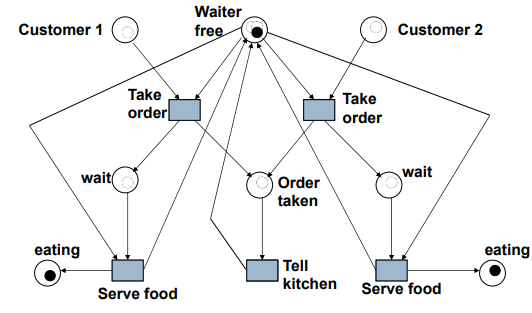 Waiter
free
Customer 1
Customer 2
Take
order
Take
order
wait
Order
taken
wait
eating
Serve food
Tell
kitchen
Serve food
eating